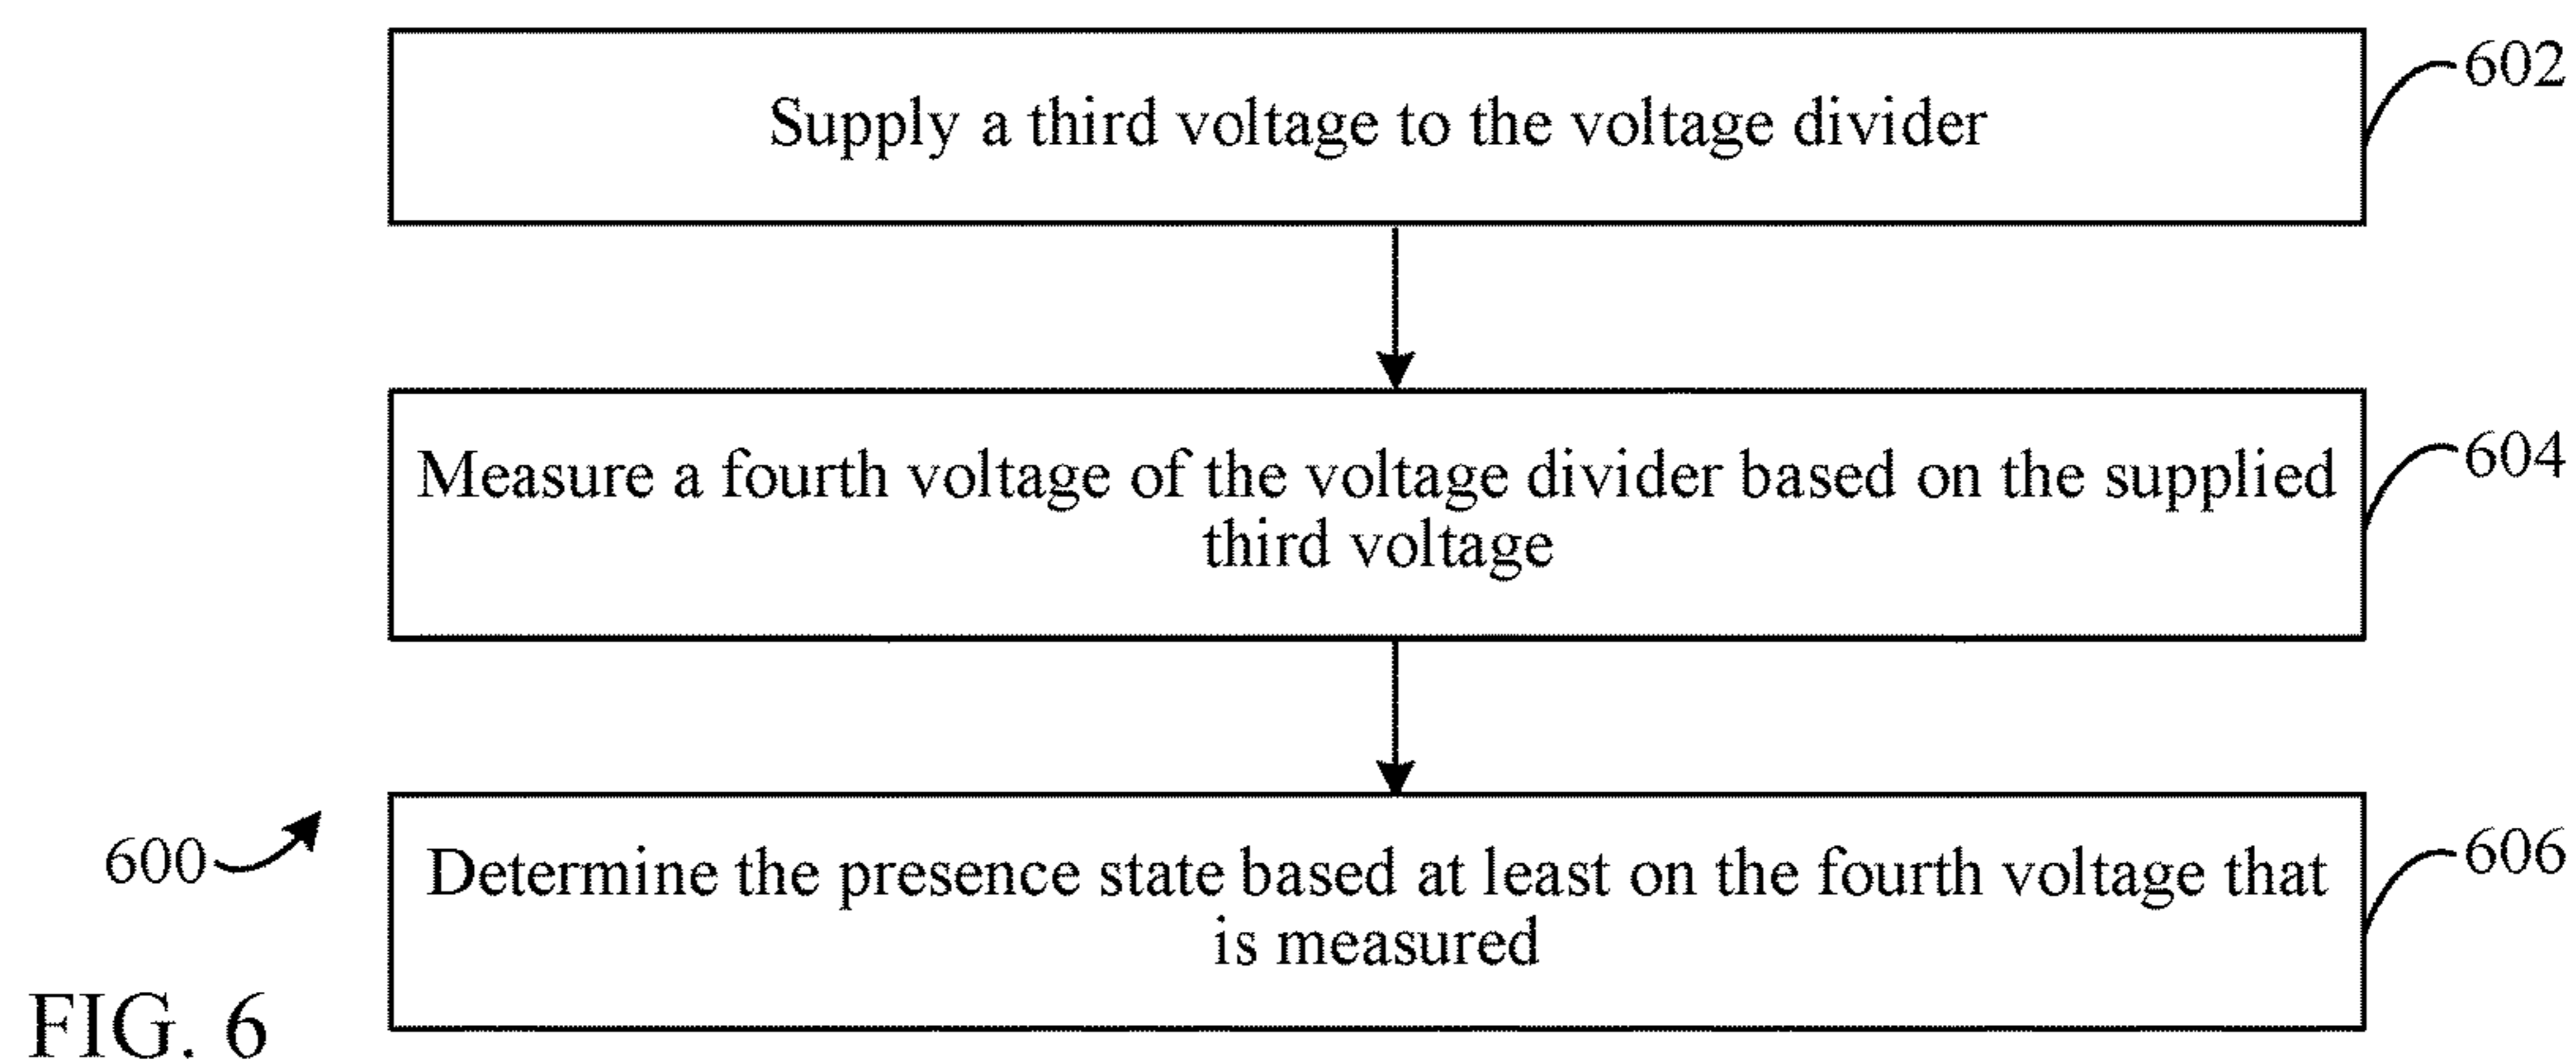 Supply a third voltage to the voltage divider
602
Measure a fourth voltage of the voltage divider based on the supplied
third voltage
604
Determine the presence state based at least on the fourth voltage that
is measured
606
600
FIG. 6